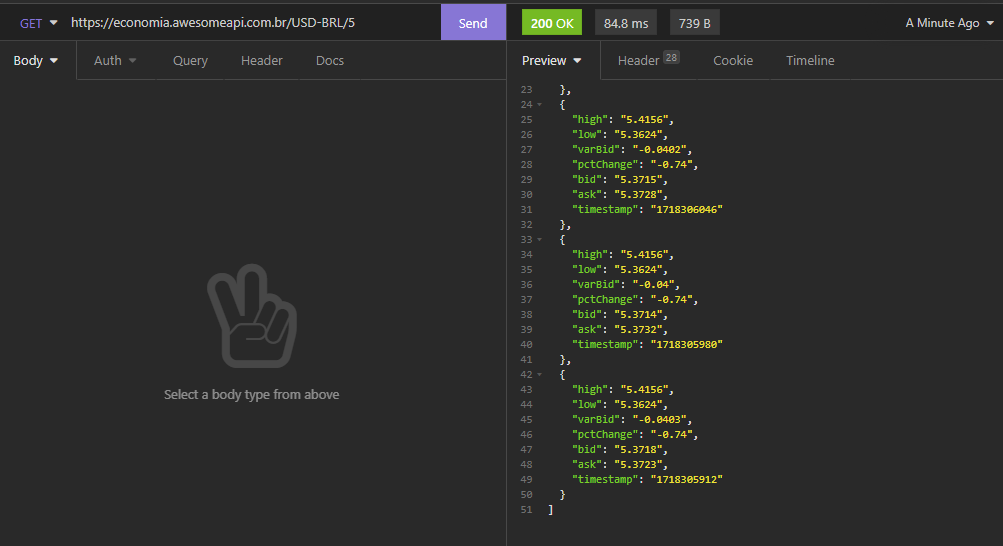 GET https://economia.awesomeapi.com.br/USD-BRL/5 Send 200 OK 84.8 ms 739 B A Minute Ago
Body Auth Query Header Docs Preview Header 28 Cookie Timeline
Select a body type from above
23 },
24 {
25 "high": "5.4156",
26 "low": "5.3624",
27 "varBid": "-0.0402",
28 "pctChange": "-0.74",
29 "bid": "5.3715",
30 "ask": "5.3728",
31 "timestamp": "1718306046"
32 },
33 {
34 "high": "5.4156",
35 "low": "5.3624",
36 "varBid": "-0.04",
37 "pctChange": "-0.74",
38 "bid": "5.3714",
39 "ask": "5.3732",
40 "timestamp": "1718305980"
41 },
42 {
43 "high": "5.4156",
44 "low": "5.3624",
45 "varBid": "-0.0403",
46 "pctChange": "-0.74",
47 "bid": "5.3718",
48 "ask": "5.3723",
49 "timestamp": "1718305912"
50 }
51 ]